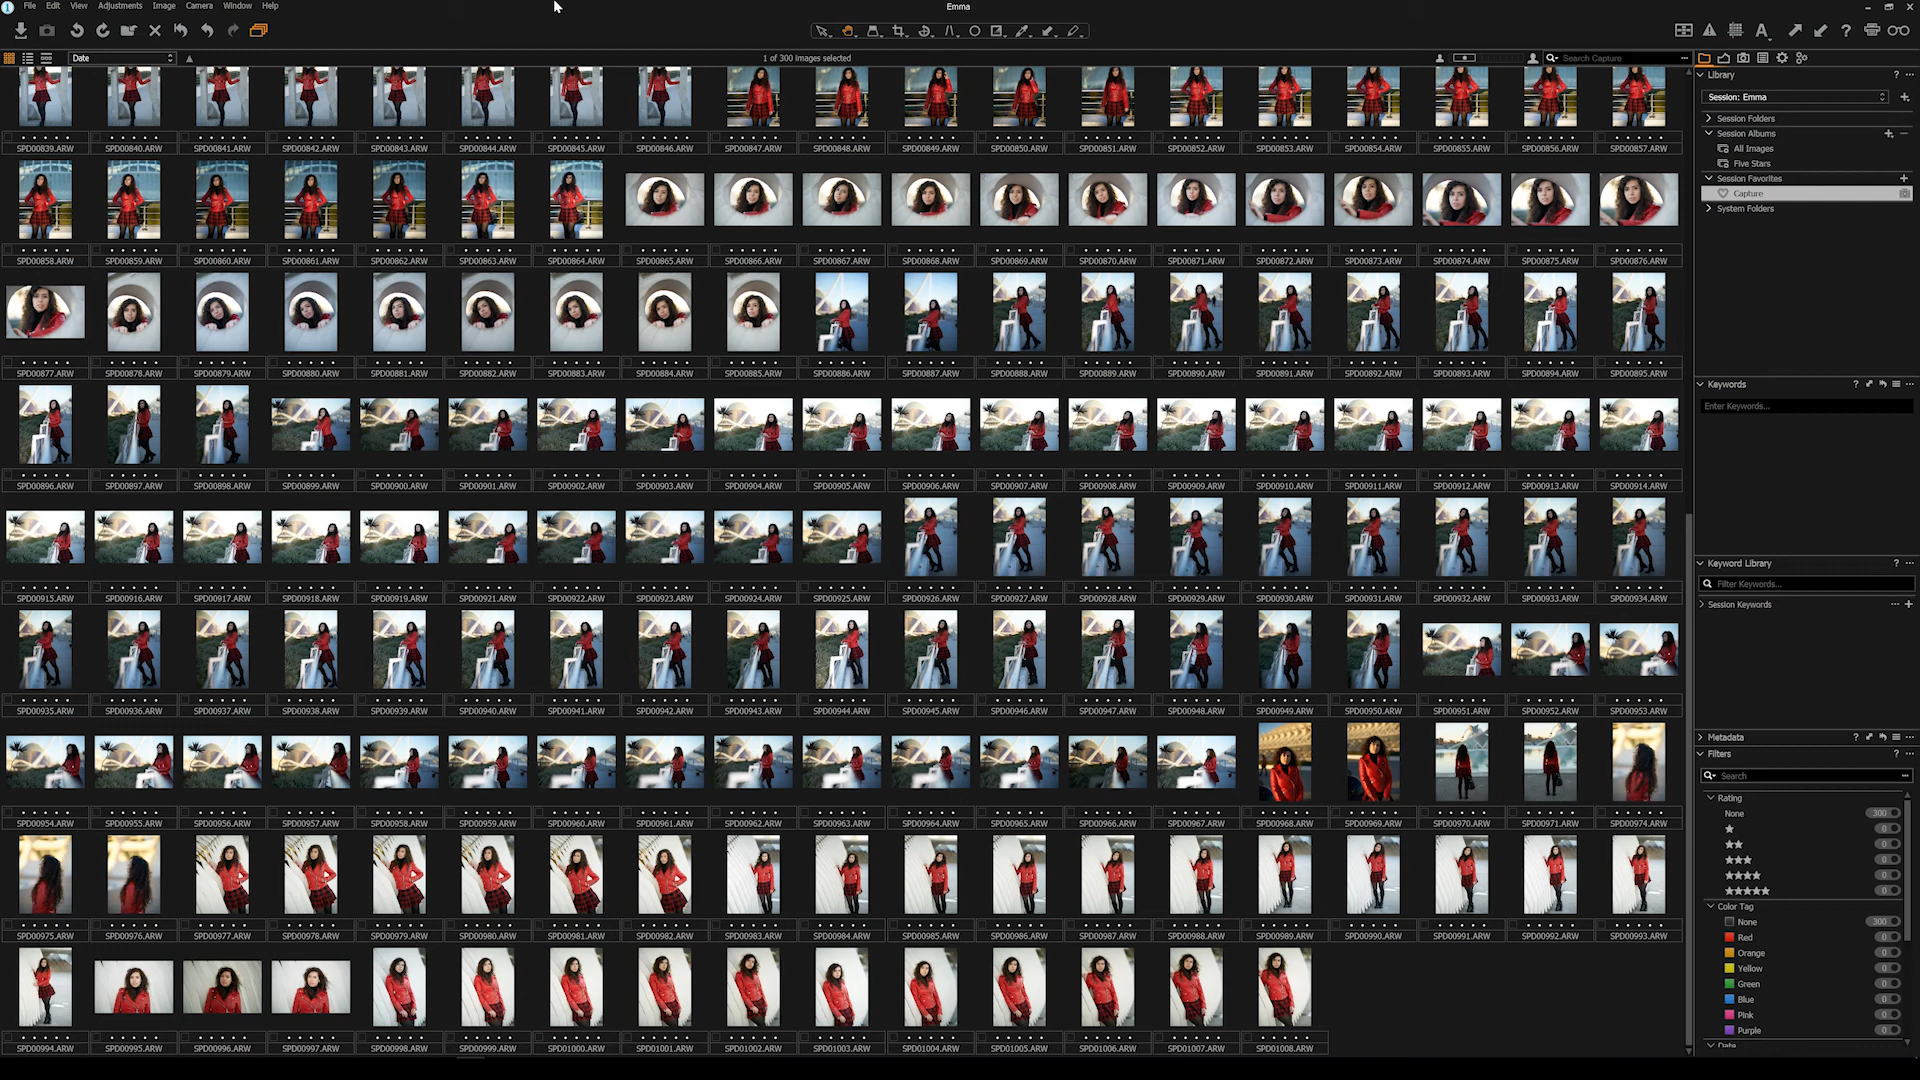 File Edit View Adjustments Image Camera Window Help
Emma
Date
1 of 300 images selected
Search Capture
SPD00839.ARW SPD00840.ARW SPD00841.ARW SPD00842.ARW SPD00843.ARW SPD00844.ARW SPD00845.ARW SPD00846.ARW SPD00847.ARW SPD00848.ARW SPD00849.ARW SPD00850.ARW SPD00851.ARW SPD00852.ARW SPD00853.ARW SPD00854.ARW SPD00855.ARW SPD00856.ARW SPD00857.ARW
SPD00858.ARW SPD00859.ARW SPD00860.ARW SPD00861.ARW SPD00862.ARW SPD00863.ARW SPD00864.ARW SPD00865.ARW SPD00866.ARW SPD00867.ARW SPD00868.ARW SPD00869.ARW SPD00870.ARW SPD00871.ARW SPD00872.ARW SPD00873.ARW SPD00874.ARW SPD00875.ARW SPD00876.ARW
SPD00877.ARW SPD00878.ARW SPD00879.ARW SPD00880.ARW SPD00881.ARW SPD00882.ARW SPD00883.ARW SPD00884.ARW SPD00885.ARW SPD00886.ARW SPD00887.ARW SPD00888.ARW SPD00889.ARW SPD00890.ARW SPD00891.ARW SPD00892.ARW SPD00893.ARW SPD00894.ARW SPD00895.ARW
SPD00896.ARW SPD00897.ARW SPD00898.ARW SPD00899.ARW SPD00900.ARW SPD00901.ARW SPD00902.ARW SPD00903.ARW SPD00904.ARW SPD00905.ARW SPD00906.ARW SPD00907.ARW SPD00908.ARW SPD00909.ARW SPD00910.ARW SPD00911.ARW SPD00912.ARW SPD00913.ARW SPD00914.ARW
SPD00915.ARW SPD00916.ARW SPD00917.ARW SPD00918.ARW SPD00919.ARW SPD00921.ARW SPD00922.ARW SPD00923.ARW SPD00924.ARW SPD00925.ARW SPD00926.ARW SPD00927.ARW SPD00928.ARW SPD00929.ARW SPD00930.ARW SPD00931.ARW SPD00932.ARW SPD00933.ARW SPD00934.ARW
SPD00935.ARW SPD00936.ARW SPD00937.ARW SPD00938.ARW SPD00939.ARW SPD00940.ARW SPD00941.ARW SPD00942.ARW SPD00943.ARW SPD00944.ARW SPD00945.ARW SPD00946.ARW SPD00947.ARW SPD00948.ARW SPD00949.ARW SPD00950.ARW SPD00951.ARW SPD00952.ARW SPD00953.ARW
SPD00954.ARW SPD00955.ARW SPD00956.ARW SPD00957.ARW SPD00958.ARW SPD00959.ARW SPD00960.ARW SPD00961.ARW SPD00962.ARW SPD00963.ARW SPD00964.ARW SPD00965.ARW SPD00966.ARW SPD00967.ARW SPD00968.ARW SPD00969.ARW SPD00970.ARW SPD00971.ARW SPD00974.ARW
SPD00975.ARW SPD00976.ARW SPD00977.ARW SPD00978.ARW SPD00979.ARW SPD00980.ARW SPD00981.ARW SPD00982.ARW SPD00983.ARW SPD00984.ARW SPD00985.ARW SPD00986.ARW SPD00987.ARW SPD00988.ARW SPD00989.ARW SPD00990.ARW SPD00991.ARW SPD00992.ARW SPD00993.ARW
SPD00994.ARW SPD00995.ARW SPD00996.ARW SPD00997.ARW SPD00998.ARW SPD00999.ARW SPD01000.ARW SPD01001.ARW SPD01002.ARW SPD01003.ARW SPD01004.ARW SPD01005.ARW SPD01006.ARW SPD01007.ARW SPD01008.ARW
Library
Session: Emma
Session Folders
Session Albums
All Images
Five Stars
Session Favorites
Capture
System Folders
Keywords
Enter Keywords...
Keyword Library
Filter Keywords...
Session Keywords
Metadata
Filters
Search
Rating
None 300
0
0
0
0
0
Color Tag
None 300
Red 0
Orange 0
Yellow 0
Green 0
Blue 0
Pink 0
Purple 0
Date